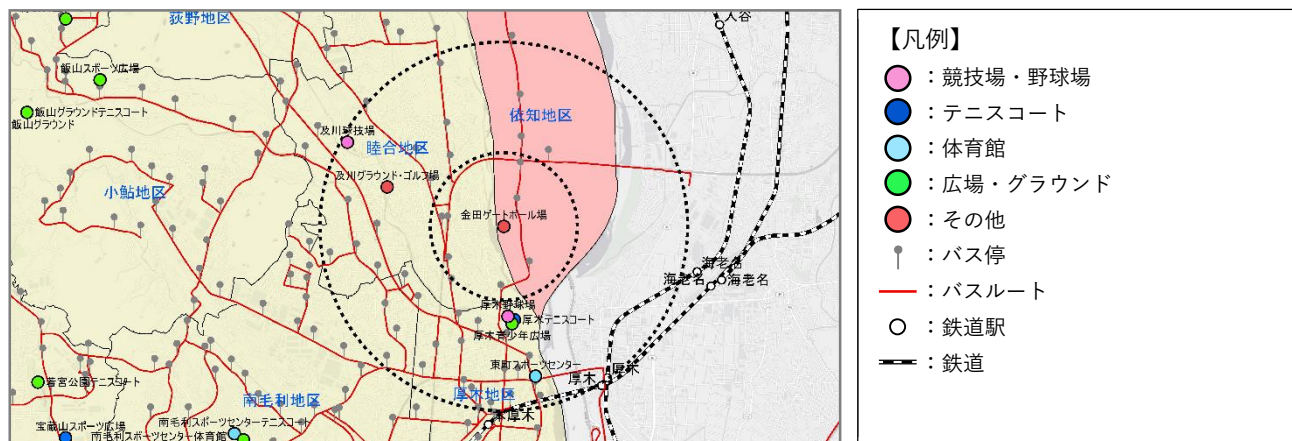 荻野地区
入谷
飯山スポーツ広場
飯山グラウンドテニスコート
飯山グラウンド
及川球技場
睦合地区
依知地区
及川グラウンド・ゴルフ場
小鮎地区
金田ゲートボール場
海老名
海老名
海老名
厚木野球場
厚木テニスコート
厚木青少年広場
東町スポーツセンター
厚木
厚木
若宮公園テニスコート
南毛利地区
厚木地区
本厚木
宝蔵山スポーツ広場
南毛利スポーツセンターテニスコート
南毛利スポーツセンター体育館
【凡例】
：競技場・野球場
：テニスコート
：体育館
：広場・グラウンド
：その他
：バス停
：バスルート
：鉄道駅
：鉄道